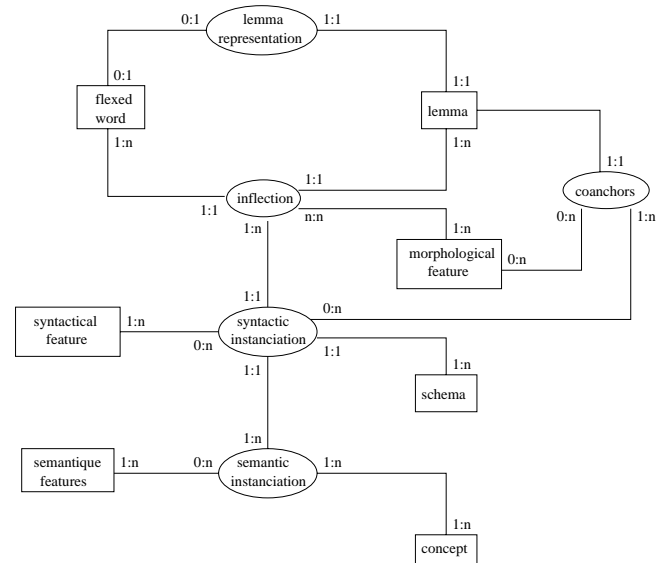 0:1
lemma
representation
1:1
0:1
flexed
word
1:n
1:1
lemma
1:n
1:1
coanchors
0:n
1:n
1:1
inflection
1:1
n:n
1:n
1:n
morphological
feature
0:n
1:1
0:n
syntactical
feature
1:n
0:n
syntactic
instanciation
1:1
1:1
1:n
schema
1:n
semantique
features
1:n
0:n
semantic
instanciation
1:n
1:n
concept